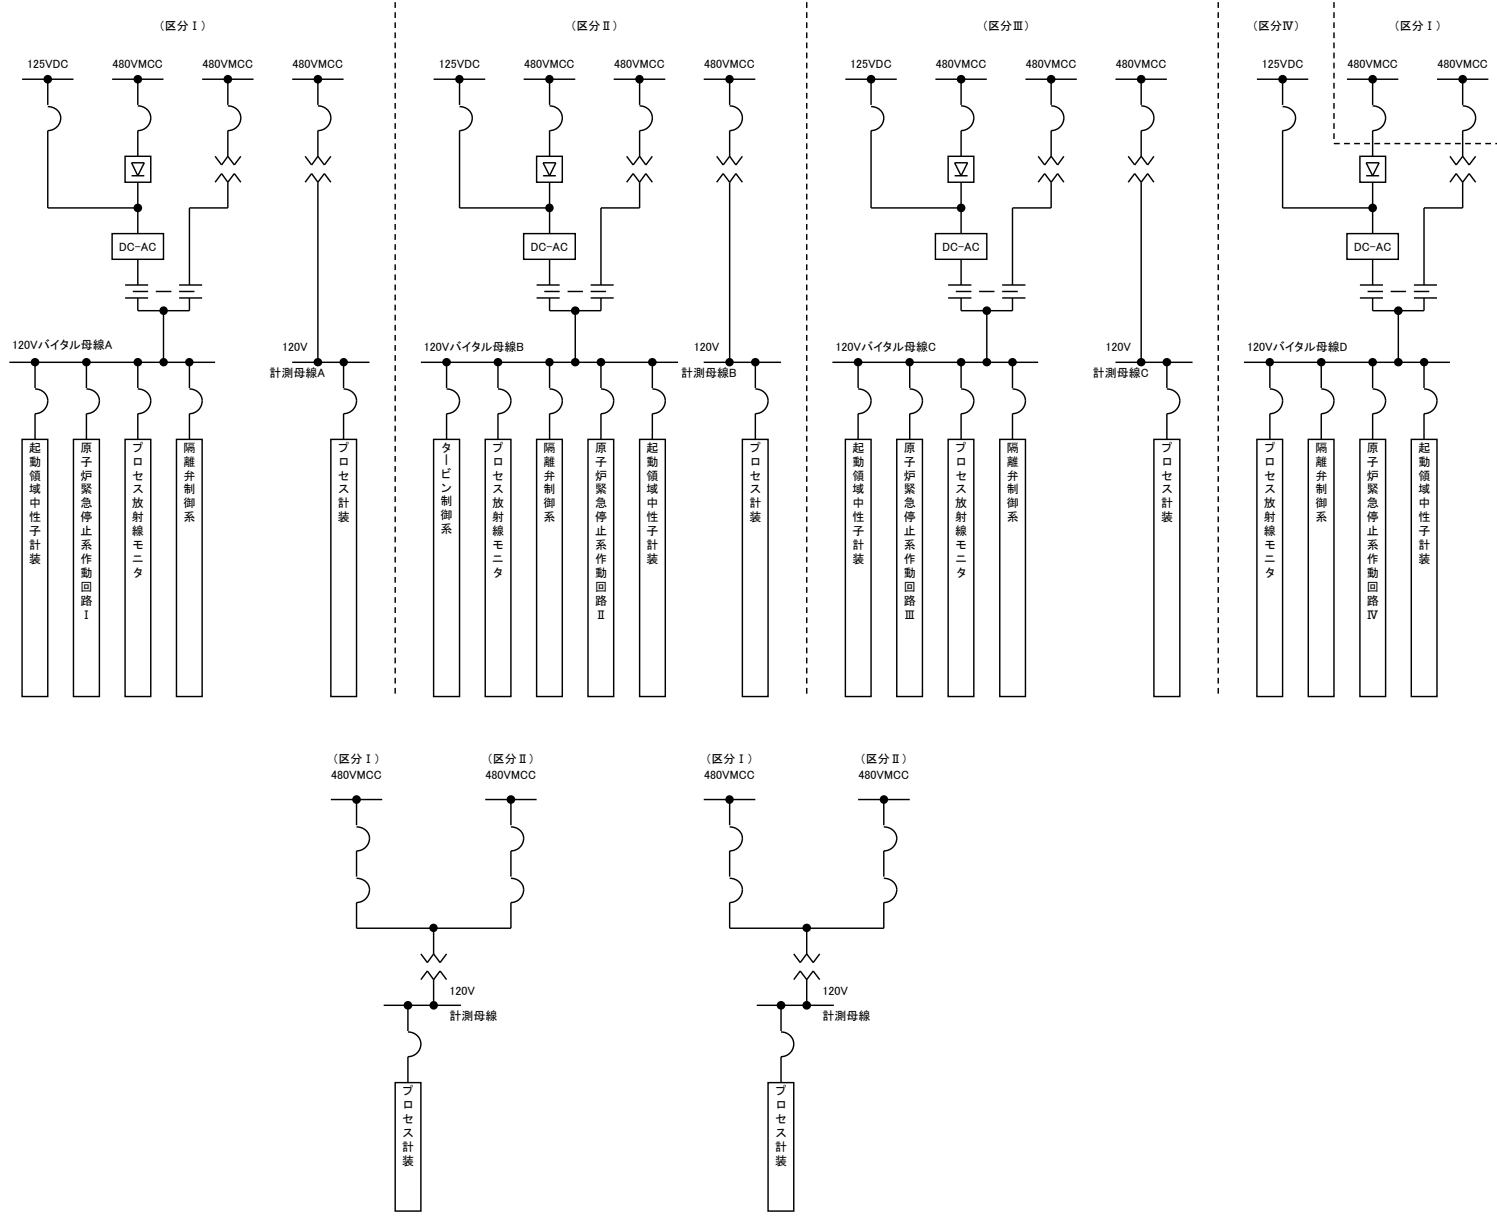 (区分Ⅰ)
(区分Ⅱ)
(区分Ⅲ)
(区分Ⅳ)
(区分Ⅰ)
125VDC
480VMCC
480VMCC
480VMCC
125VDC
480VMCC
480VMCC
480VMCC
125VDC
480VMCC
480VMCC
480VMCC
125VDC
480VMCC
480VMCC
DC-AC
DC-AC
DC-AC
DC-AC
120Vバイタル母線A
120V
計測母線A
120Vバイタル母線B
120V
計測母線B
120Vバイタル母線C
120V
計測母線C
120Vバイタル母線D
起動領域中性子計装
原子炉緊急停止系作動回路Ⅰ
プロセス放射線モニタ
隔離弁制御系
プロセス計装
タービン制御系
プロセス放射線モニタ
隔離弁制御系
原子炉緊急停止系作動回路Ⅱ
起動領域中性子計装
プロセス計装
起動領域中性子計装
原子炉緊急停止系作動回路Ⅲ
プロセス放射線モニタ
隔離弁制御系
プロセス計装
プロセス放射線モニタ
隔離弁制御系
原子炉緊急停止系作動回路Ⅳ
起動領域中性子計装
(区分Ⅰ)
480VMCC
(区分Ⅱ)
480VMCC
120V
計測母線
プロセス計装
(区分Ⅰ)
480VMCC
(区分Ⅱ)
480VMCC
120V
計測母線
プロセス計装